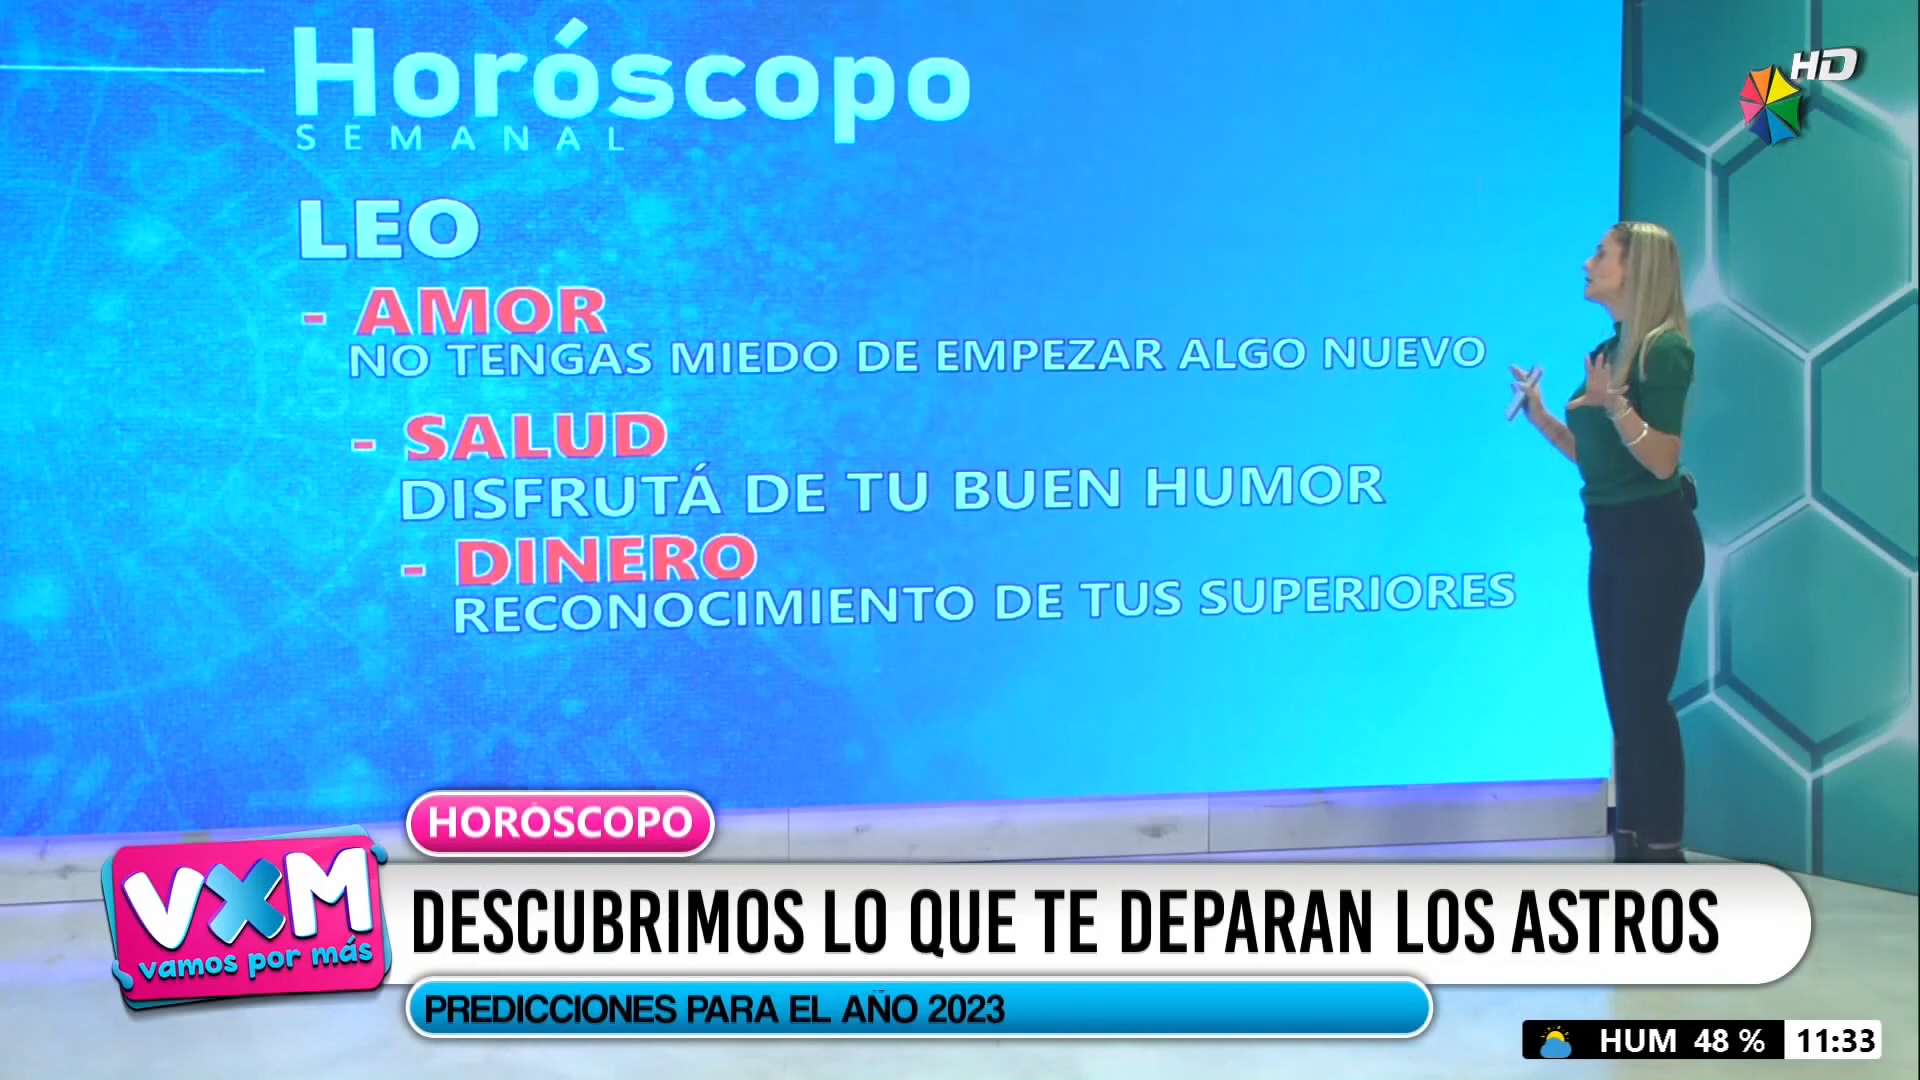 Horóscopo
SEMANAL
HD
LEO
- AMOR
NO TENGAS MIEDO DE EMPEZAR ALGO NUEVO
- SALUD
DISFRUTÁ DE TU BUEN HUMOR
- DINERO
RECONOCIMIENTO DE TUS SUPERIORES
HORÓSCOPO
VXM
vamos por más
DESCUBRIMOS LO QUE TE DEPARAN LOS ASTROS
PREDICCIONES PARA EL AÑO 2023
HUM 48 % 11:33